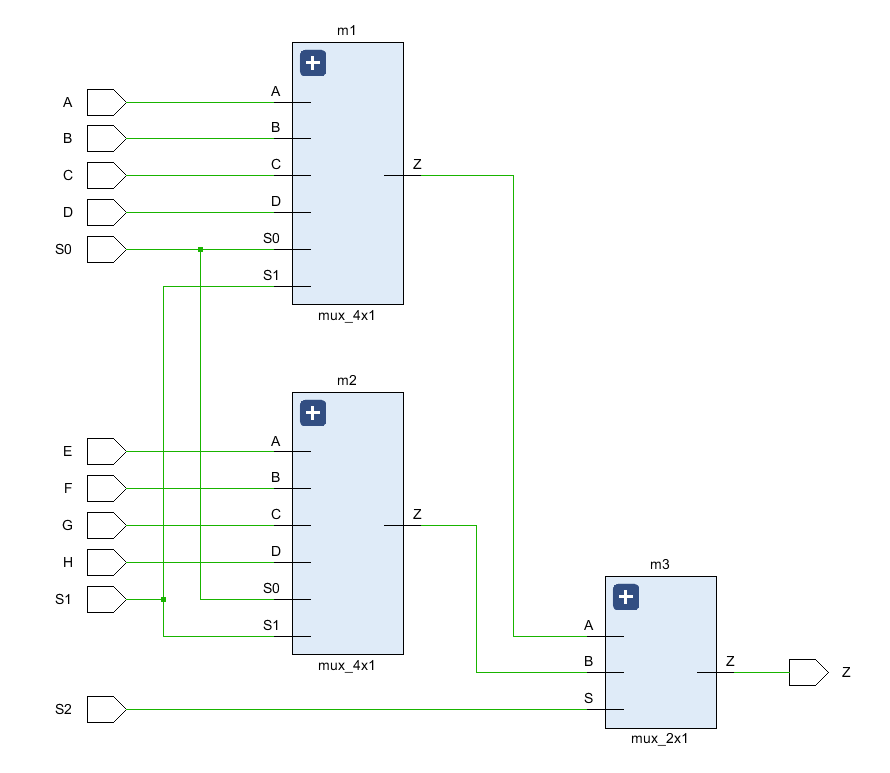 m1
A A
B B
C C Z
D D
S0 S0
S1
mux_4x1
m2
E A
F B
G C Z
H D
S1 S0
S1
mux_4x1
m3
A
B Z Z
S2 S
mux_2x1